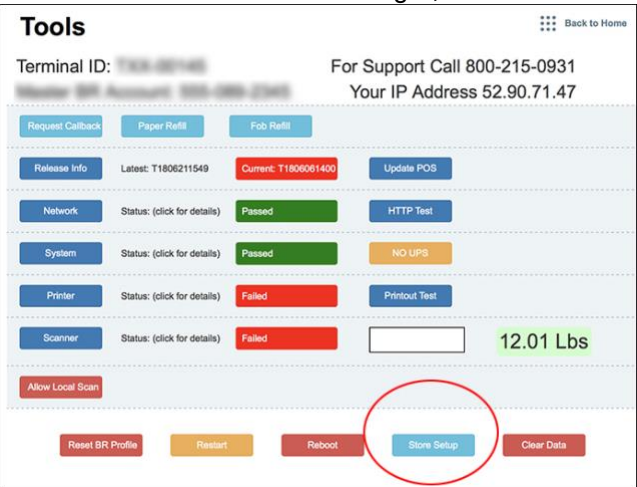 Tools
Back to Home
Terminal ID:
For Support Call 800-215-0931
Your IP Address 52.90.71.47
Request Callback Paper Refill Fob Refill
Release Info Latest: T1806211549 Current: T1806061400 Update POS
Network Status: (click for details) Passed HTTP Test
System Status: (click for details) Passed NO UPS
Printer Status: (click for details) Failed Printout Test
Scanner Status: (click for details) Failed 12.01 Lbs
Allow Local Scan
Reset BR Profile Restart Reboot Store Setup Clear Data